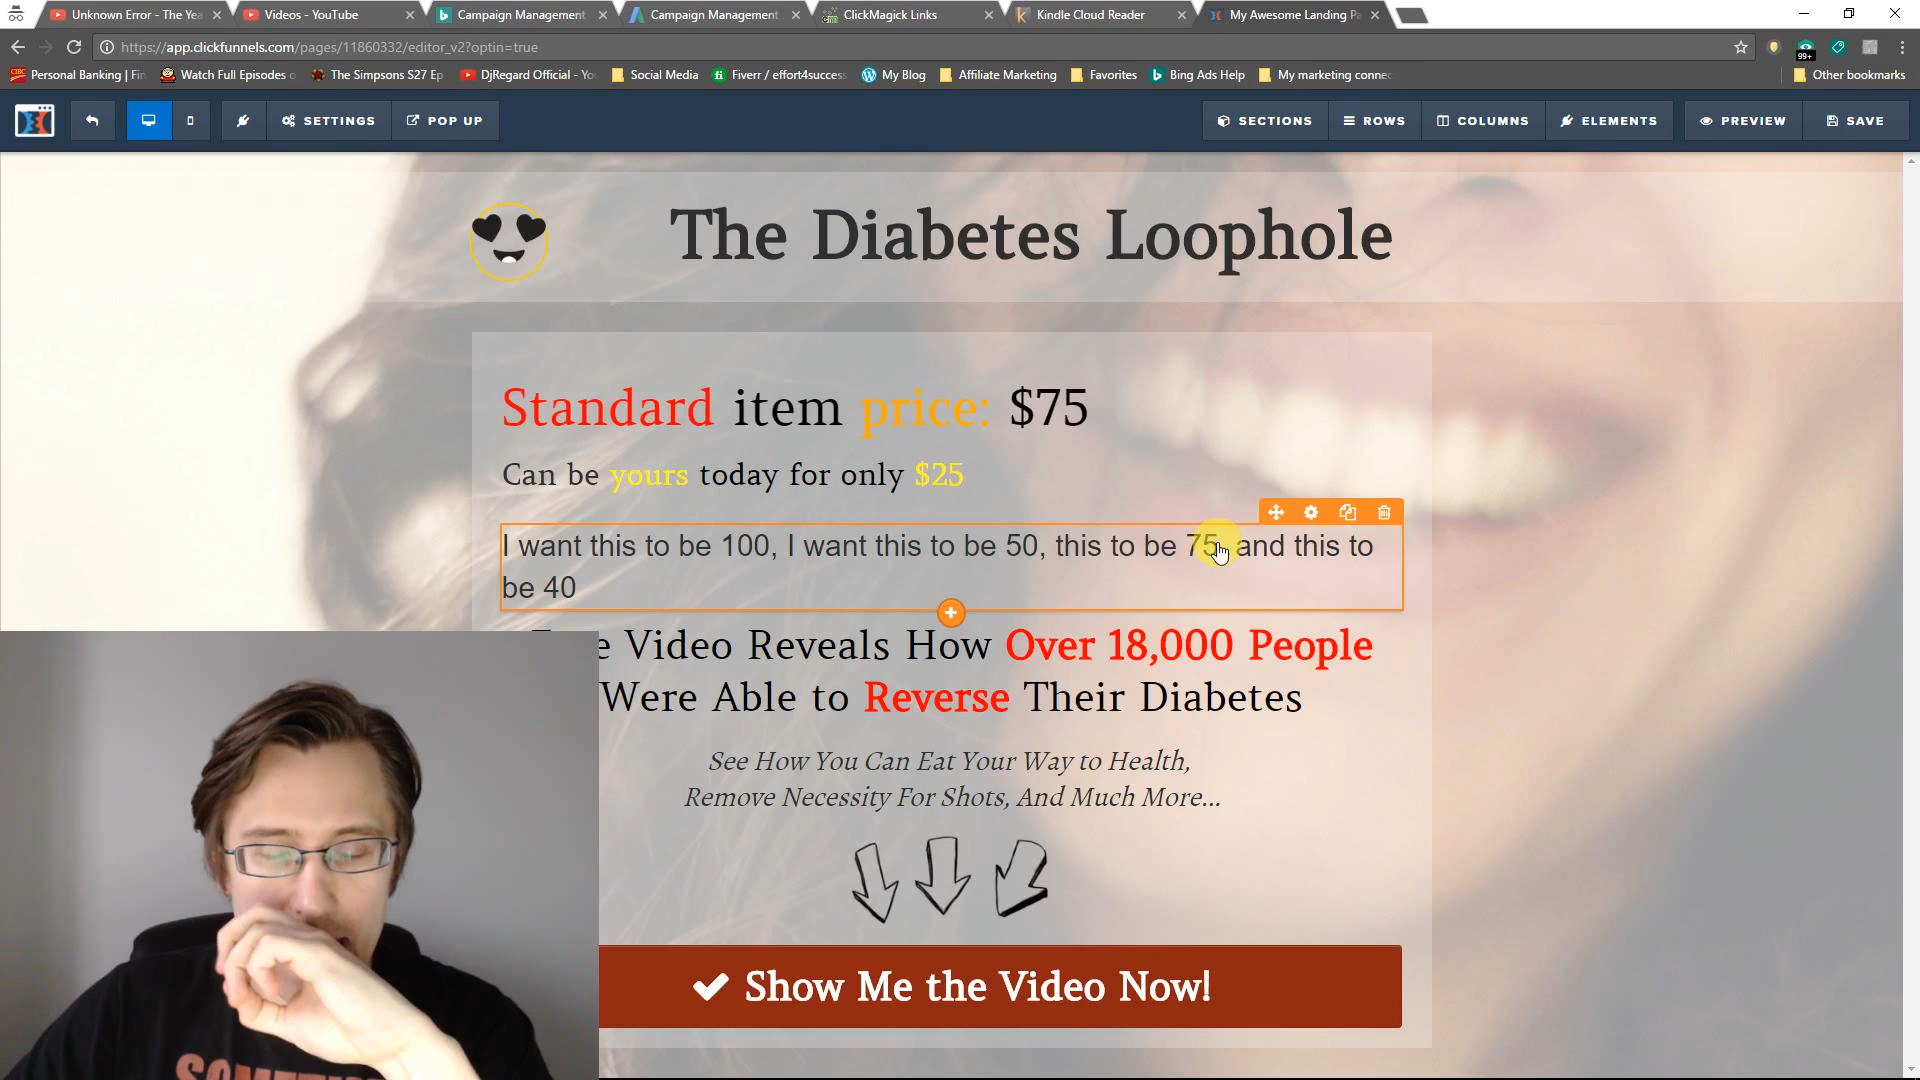 Unknown Error - The Yea
Videos - YouTube
Campaign Management
Campaign Management
ClickMagick Links
Kindle Cloud Reader
My Awesome Landing Pa
https://app.clickfunnels.com/pages/11860332/editor_v2?optin=true
99+
CIBC
Personal Banking | Fin
Watch Full Episodes o
The Simpsons S27 Ep
DjRegard Official - Yo
Social Media
fi
Fiverr / effort4success
My Blog
Affiliate Marketing
Favorites
Bing Ads Help
My marketing connec
Other bookmarks
SETTINGS
POP UP
SECTIONS
ROWS
COLUMNS
ELEMENTS
PREVIEW
SAVE
The Diabetes Loophole
Standard item price: $75
Can be yours today for only $25
I want this to be 100, I want this to be 50, this to be 75, and this to
be 40
Video Reveals How Over 18,000 People
Were Able to Reverse Their Diabetes
See How You Can Eat Your Way to Health,
Remove Necessity For Shots, And Much More...
Show Me the Video Now!